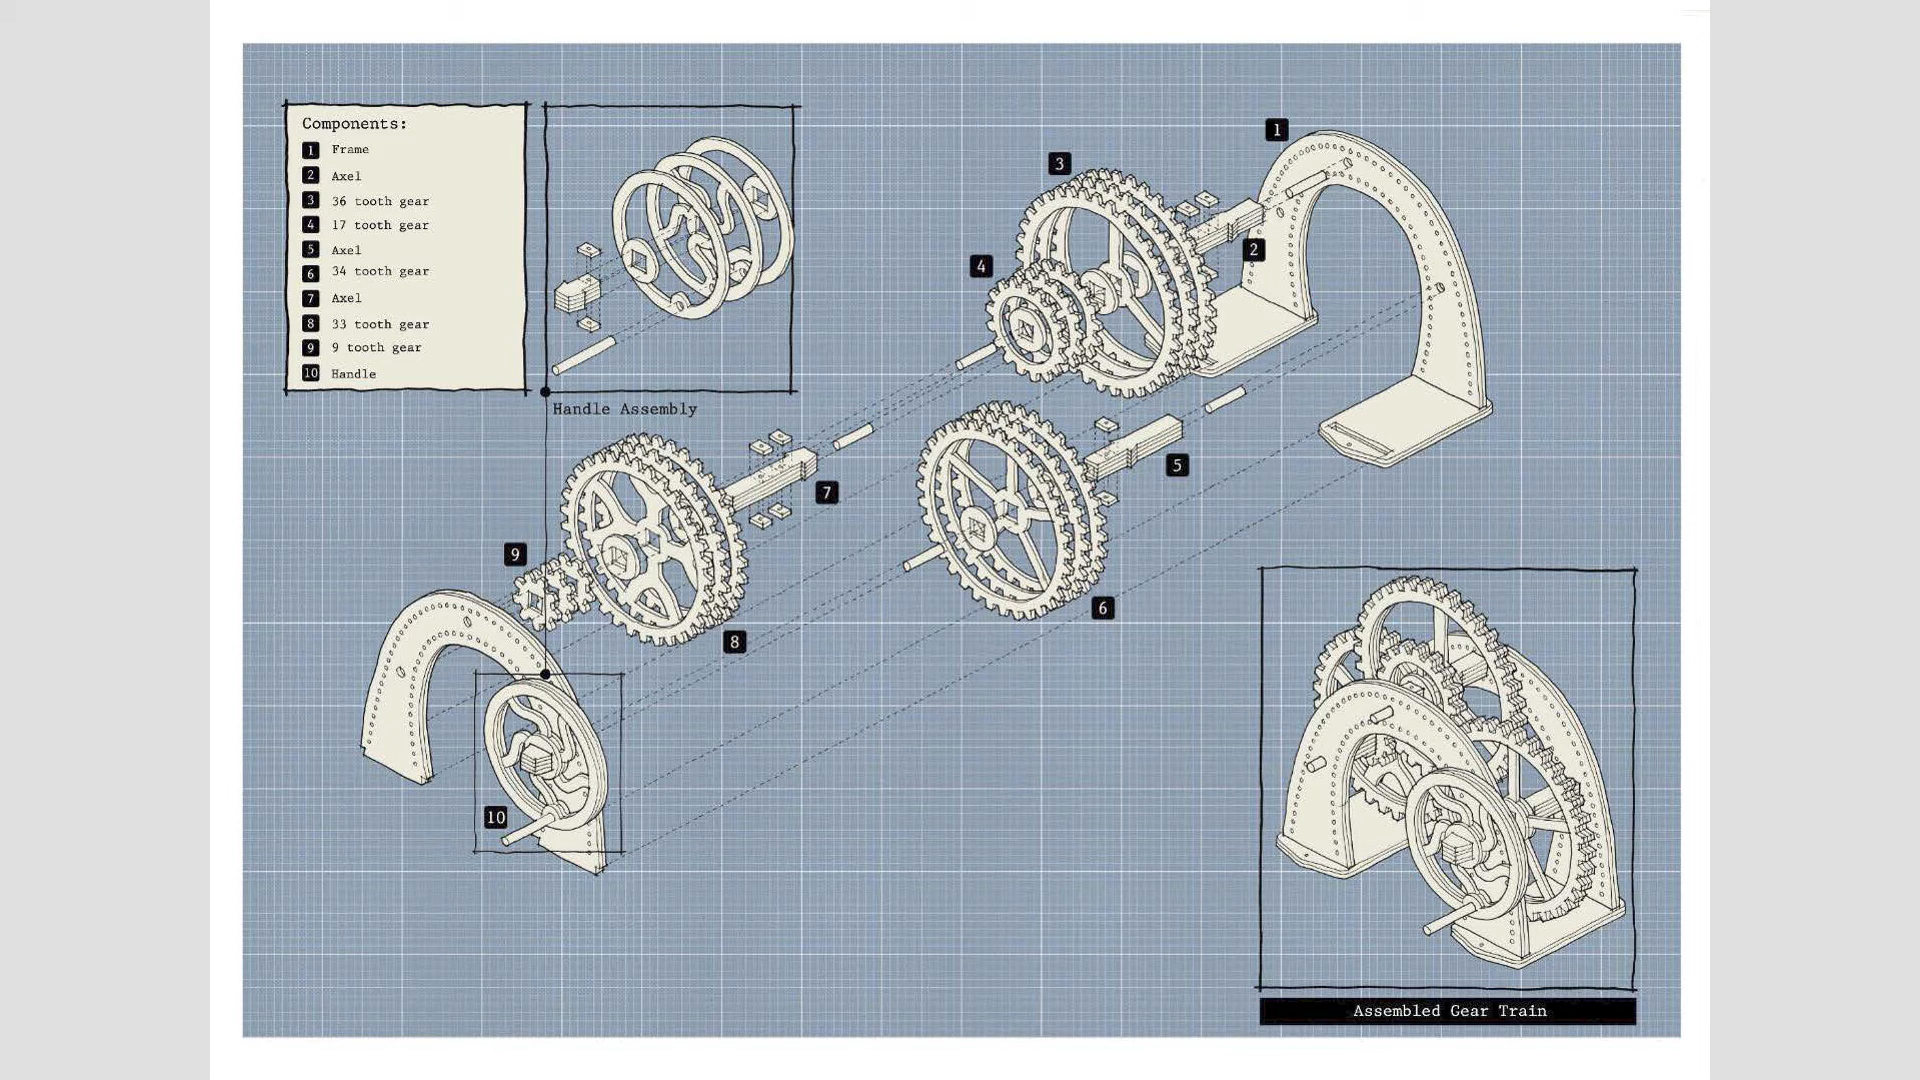 Components:
1 Frame
2 Axel
3 36 tooth gear
4 17 tooth gear
5 Axel
6 34 tooth gear
7 Axel
8 33 tooth gear
9 9 tooth gear
10 Handle
Handle Assembly
1
3
2
4
5
7
9
6
8
10
Assembled Gear Train